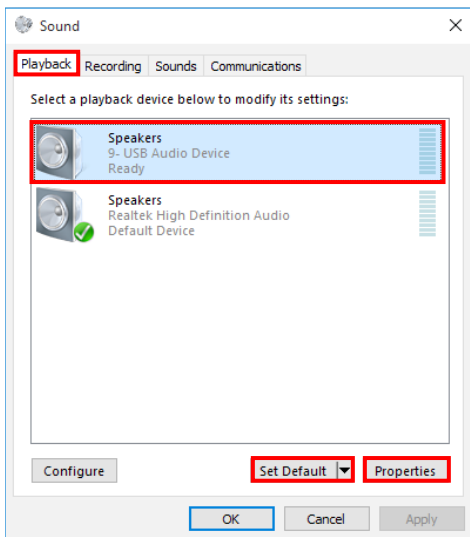 Sound
Playback Recording Sounds Communications
Select a playback device below to modify its settings:
Speakers
9- USB Audio Device
Ready
Speakers
Realtek High Definition Audio
Default Device
Configure Set Default Properties
OK Cancel Apply